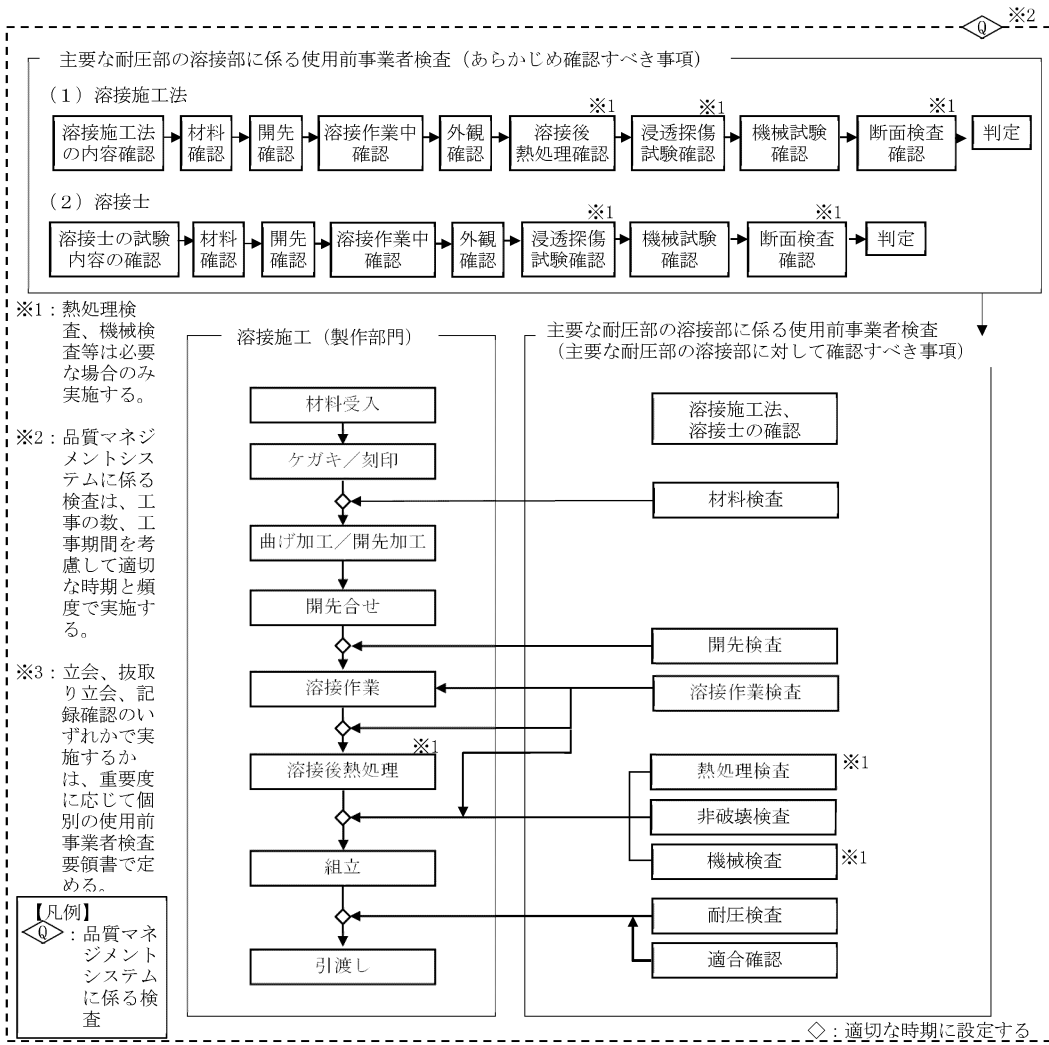 Q ※2
主要な耐圧部の溶接部に係る使用前事業者検査（あらかじめ確認すべき事項）
（1）溶接施工法
溶接施工法
の内容確認
材料
確認
開先
確認
溶接作業中
確認
外観
確認
※1
溶接後
熱処理確認
※1
浸透探傷
試験確認
機械試験
確認
※1
断面検査
確認
判定
（2）溶接士
溶接士の試験
内容の確認
材料
確認
開先
確認
溶接作業中
確認
外観
確認
※1
浸透探傷
試験確認
機械試験
確認
※1
断面検査
確認
判定
※1：熱処理検
査、機械検
査等は必要
な場合のみ
実施する。
※2：品質マネジ
メントシス
テムに係る
検査は、工
事の数、工
事期間を考
慮して適切
な時期と頻
度で実施す
る。
※3：立会、抜取
り立会、記
録確認のい
ずれかで実
施するか
は、重要度
に応じて個
別の使用前
事業者検査
要領書で定
める。
【凡例】
Q：品質マネ
ジメント
システム
に係る検
査
溶接施工（製作部門）
材料受入
ケガキ／刻印
曲げ加工／開先加工
開先合せ
溶接作業
※1
溶接後熱処理
組立
引渡し
主要な耐圧部の溶接部に係る使用前事業者検査
（主要な耐圧部の溶接部に対して確認すべき事項）
溶接施工法、
溶接士の確認
材料検査
開先検査
溶接作業検査
熱処理検査 ※1
非破壊検査
機械検査 ※1
耐圧検査
適合確認
◇：適切な時期に設定する